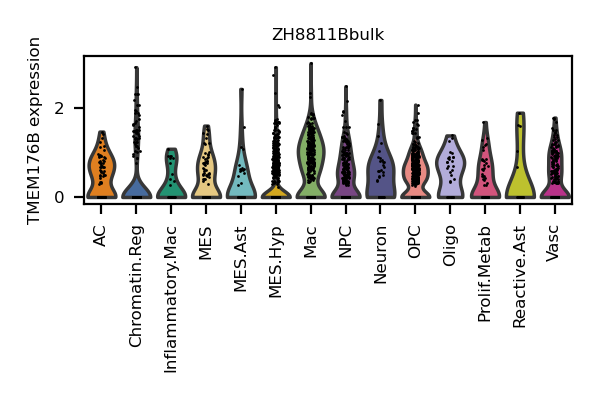 ZH8811Bbulk
TMEM176B expression
2
0
AC
Chromatin.Reg
Inflammatory.Mac
MES
MES.Ast
MES.Hyp
Mac
NPC
Neuron
OPC
Oligo
Prolif.Metab
Reactive.Ast
Vasc